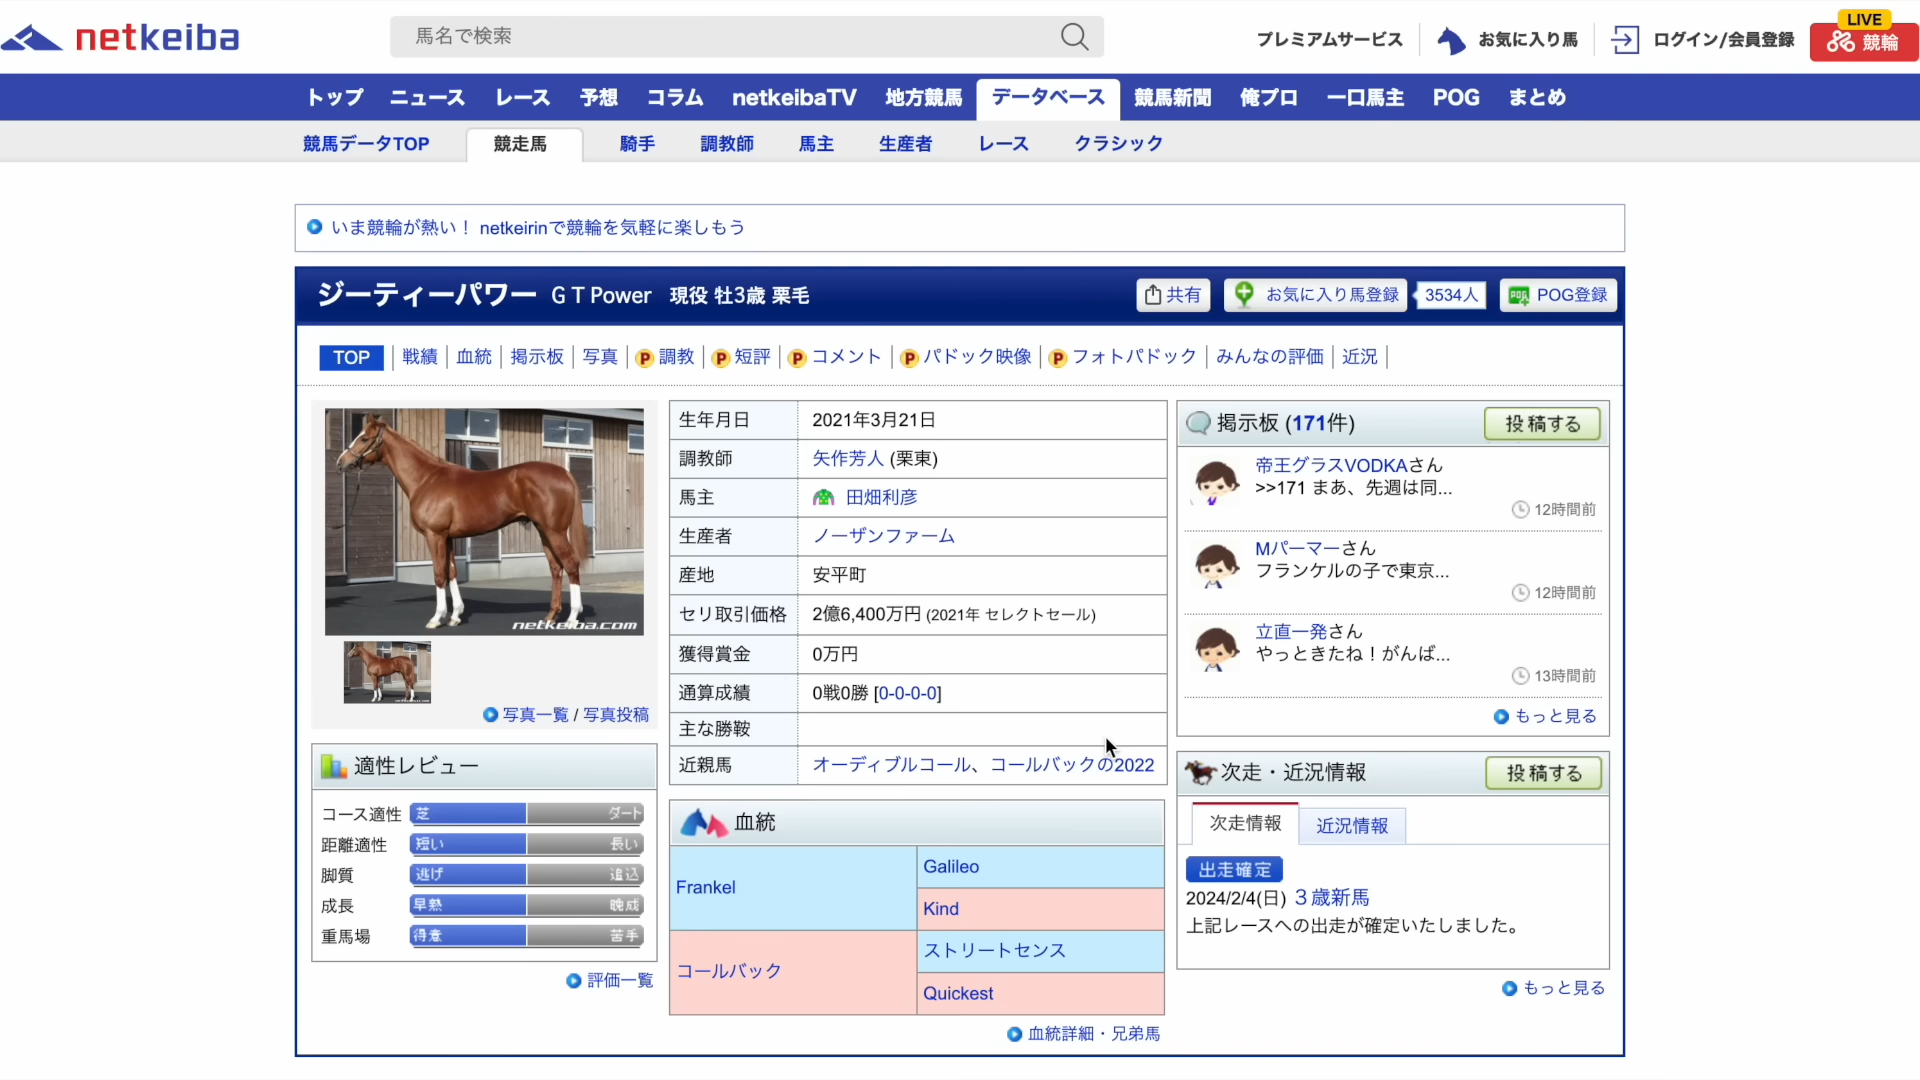 netkeiba
馬名で検索
プレミアムサービス
お気に入り馬
ログイン/会員登録
LIVE
競輪
トップ ニュース レース 予想 コラム netkeibaTV 地方競馬 データベース 競馬新聞 俺プロ 一口馬主 POG まとめ
競馬データTOP 競走馬 騎手 調教師 馬主 生産者 レース クラシック
いま競輪が熱い！ netkeirinで競輪を気軽に楽しもう
ジーティーパワー G T Power 現役 牡3歳 栗毛
共有
お気に入り馬登録
3534人
POG登録
TOP 戦績 血統 掲示板 写真 P 調教 P 短評 P コメント P パドック映像 P フォトパドック みんなの評価 近況
netkeiba.com
写真一覧 / 写真投稿
適性レビュー
コース適性 芝 ダート
距離適性 短い 長い
脚質 逃げ 追込
成長 早熟 晩成
重馬場 得意 苦手
評価一覧
生年月日 2021年3月21日
調教師 矢作芳人 (栗東)
馬主 田畑利彦
生産者 ノーザンファーム
産地 安平町
セリ取引価格 2億6,400万円 (2021年 セレクトセール)
獲得賞金 0万円
通算成績 0戦0勝 [0-0-0-0]
主な勝鞍
近親馬 オーディブルコール、コールバックの2022
血統
Frankel
Galileo
Kind
コールバック
ストリートセンス
Quickest
血統詳細・兄弟馬
掲示板 (171件)
投稿する
帝王グラスVODKAさん
>>171 まあ、先週は同...
12時間前
Mパーマーさん
フランケルの子で東京...
12時間前
立直一発さん
やっときたね！がんば...
13時間前
もっと見る
次走・近況情報
投稿する
次走情報 近況情報
出走確定
2024/2/4(日) ３歳新馬
上記レースへの出走が確定いたしました。
もっと見る